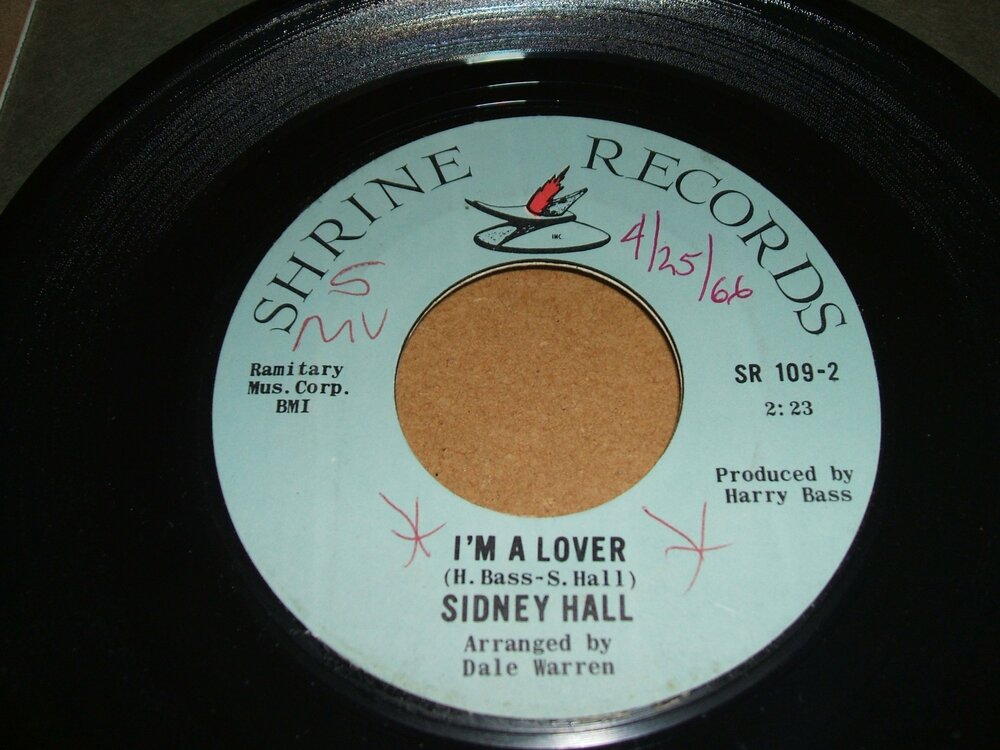 SHRINE RECORDS
INC
4/25/66
S
MV
Ramitary
Mus. Corp.
BMI
SR 109-2
2:23
Produced by
Harry Bass
I'M A LOVER
(H. Bass-S. Hall)
SIDNEY HALL
Arranged by
Dale Warren